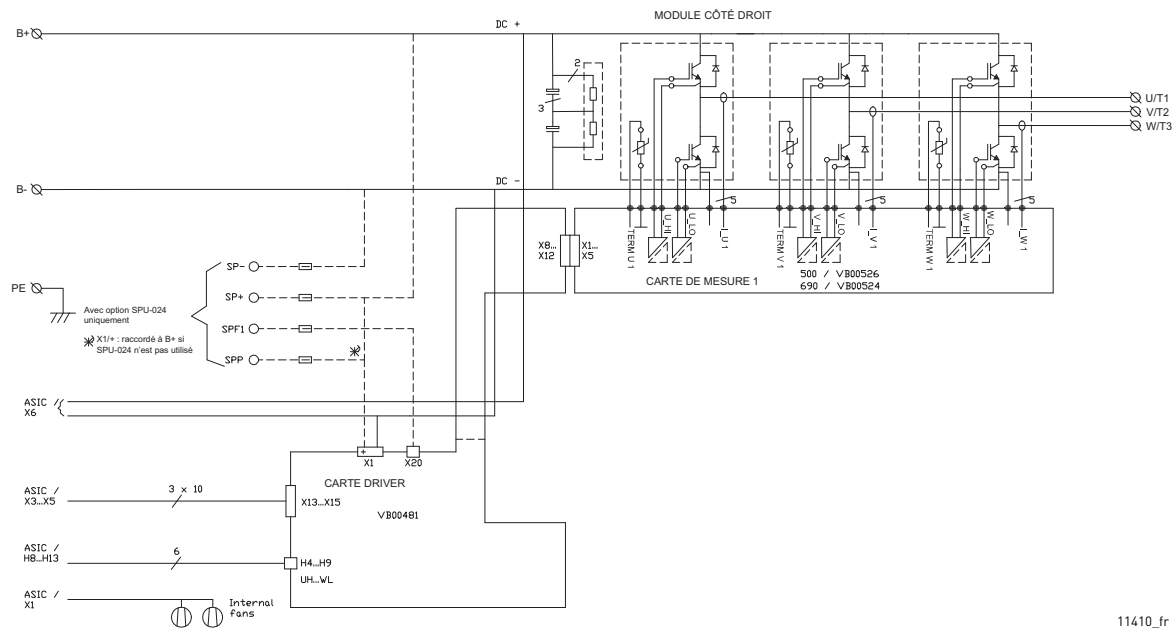 MODULE CÔTÉ DROIT
DC +
B+
2
3
U/T1
V/T2
W/T3
DC -
B-
5
5
5
TERM U 1
U_HI
U_LO
I_U 1
TERM V 1
V_HI
V_LO
I_V 1
TERM W 1
W_HI
W_LO
I_W 1
X8...
X12
X1...
X5
CARTE DE MESURE 1
500 / VB00526
690 / VB00524
PE
Avec option SPU-024
uniquement
X1/+ : raccordé à B+ si
SPU-024 n'est pas utilisé
SP-
SP+
SPF1
SPP
ASIC /
X6
+
X1
X20
CARTE DRIVER
VB00481
ASIC /
X3...X5
3 x 10
X13...X15
ASIC /
H8...H13
6
H4...H9
UH...WL
ASIC /
X1
Internal
fans
11410_fr